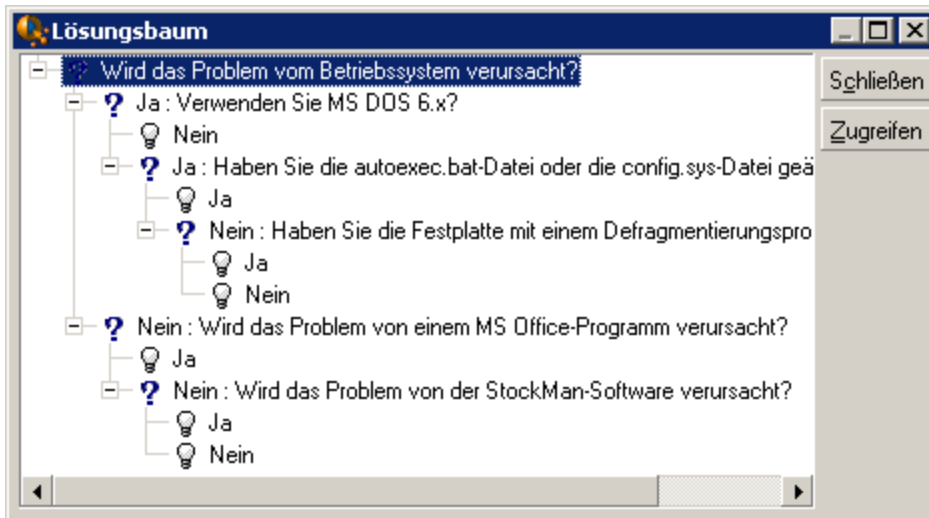 Lösungsbaum
Wird das Problem vom Betriebssystem verursacht?
Schließen
Ja : Verwenden Sie MS DOS 6.x?
Zugreifen
Nein
Ja : Haben Sie die autoexec.bat-Datei oder die config.sys-Datei geä
Ja
Nein : Haben Sie die Festplatte mit einem Defragmentierungspro
Ja
Nein
Nein : Wird das Problem von einem MS Office-Programm verursacht?
Ja
Nein : Wird das Problem von der StockMan-Software verursacht?
Ja
Nein